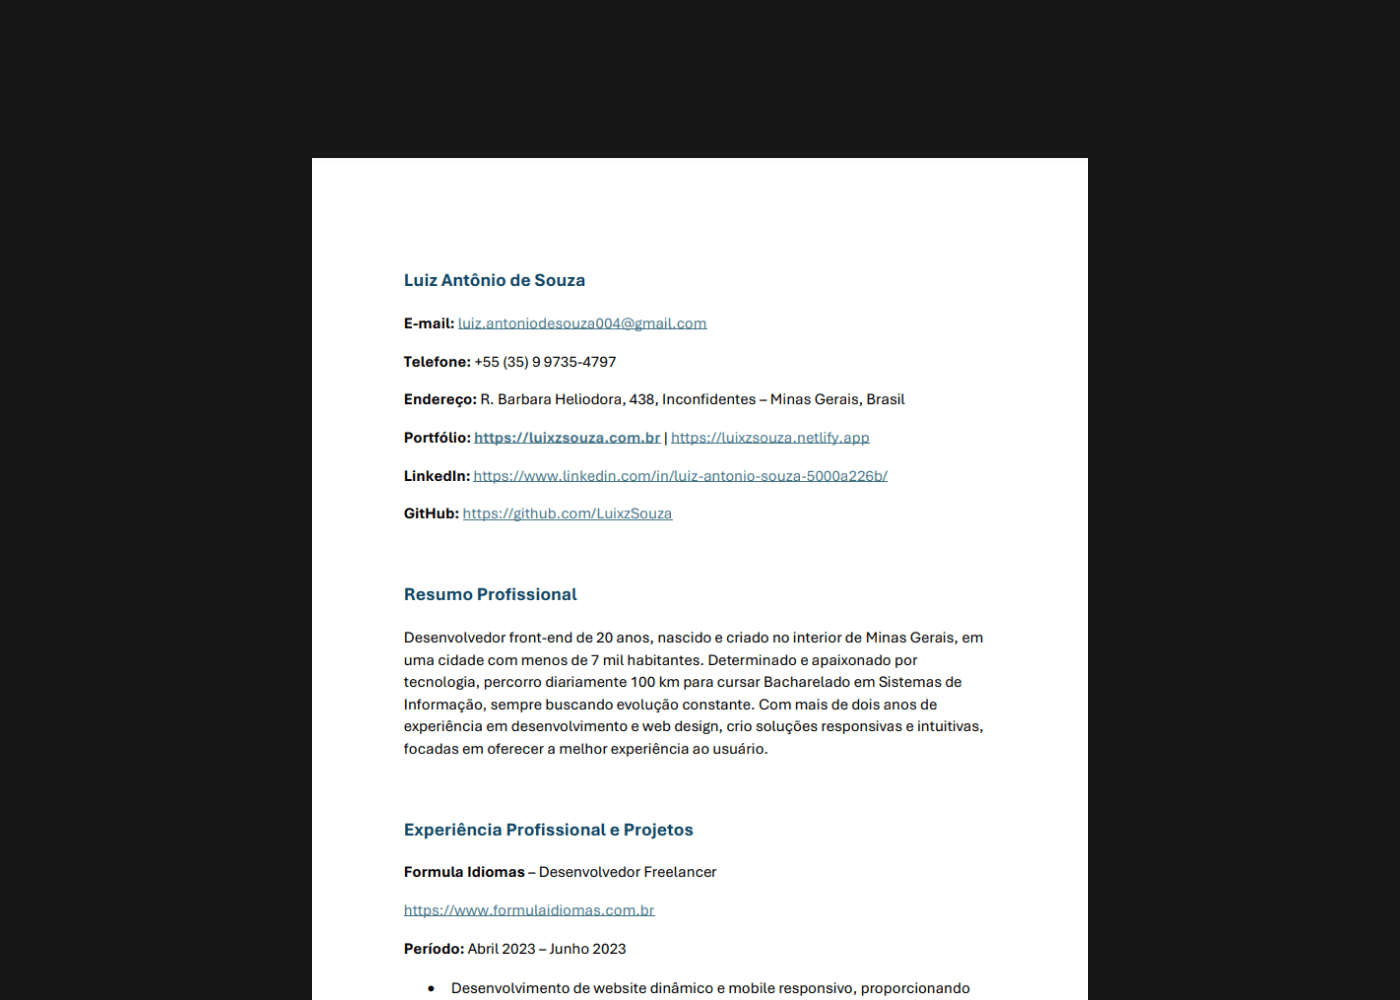 Luiz Antônio de Souza
E-mail: luiz.antoniodesouza004@gmail.com
Telefone: +55 (35) 9 9735-4797
Endereço: R. Barbara Heliodora, 438, Inconfidentes – Minas Gerais, Brasil
Portfólio: https://luixzsouza.com.br | https://luixzsouza.netlify.app
LinkedIn: https://www.linkedin.com/in/luiz-antonio-souza-5000a226b/
GitHub: https://github.com/LuixzSouza
Resumo Profissional
Desenvolvedor front-end de 20 anos, nascido e criado no interior de Minas Gerais, em
uma cidade com menos de 7 mil habitantes. Determinado e apaixonado por
tecnologia, percorro diariamente 100 km para cursar Bacharelado em Sistemas de
Informação, sempre buscando evolução constante. Com mais de dois anos de
experiência em desenvolvimento e web design, crio soluções responsivas e intuitivas,
focadas em oferecer a melhor experiência ao usuário.
Experiência Profissional e Projetos
Formula Idiomas – Desenvolvedor Freelancer
https://www.formulaidiomas.com.br
Período: Abril 2023 – Junho 2023
• Desenvolvimento de website dinâmico e mobile responsivo, proporcionando